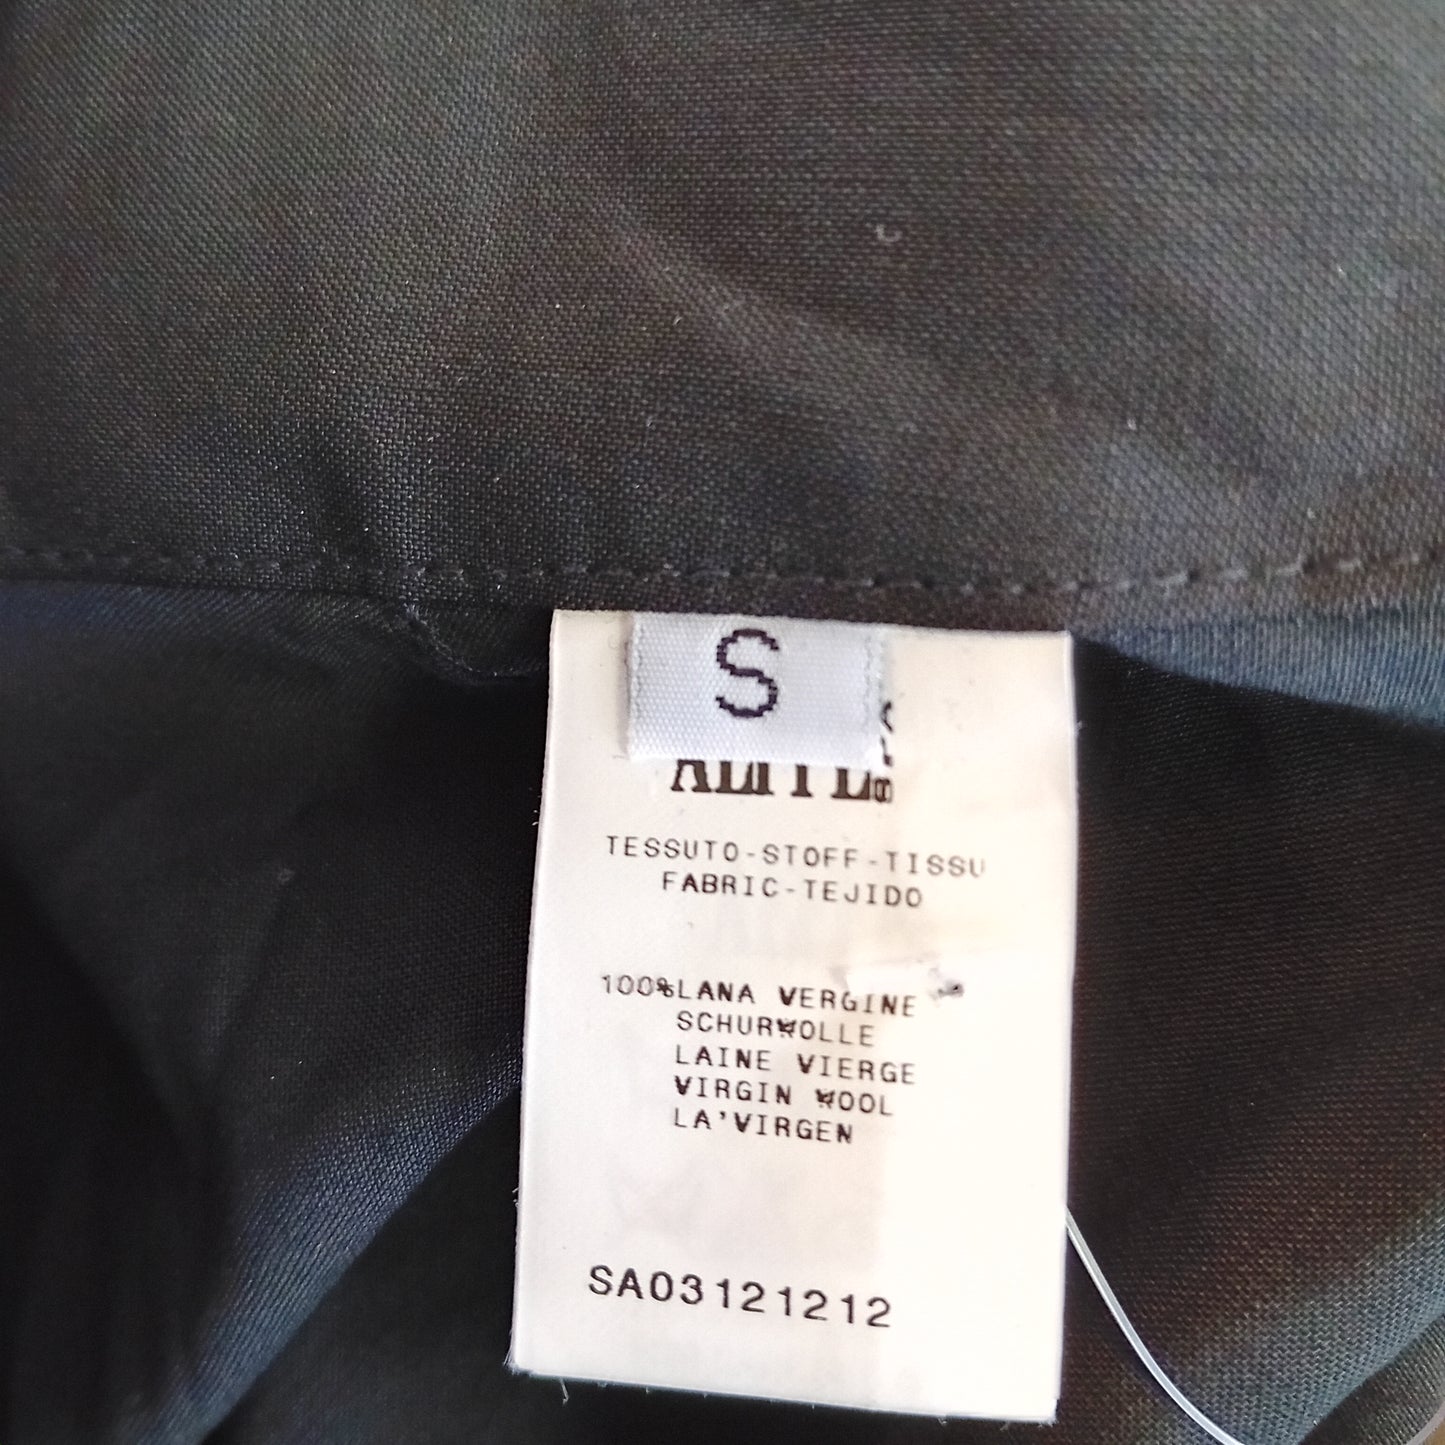 S
TESSUTO-STOFF-TISSU
FABRIC-TEJIDO
100%LANA VERGINE
SCHURWOLLE
LAINE VIERGE
VIRGIN WOOL
LA'VIRGEN
SA03121212